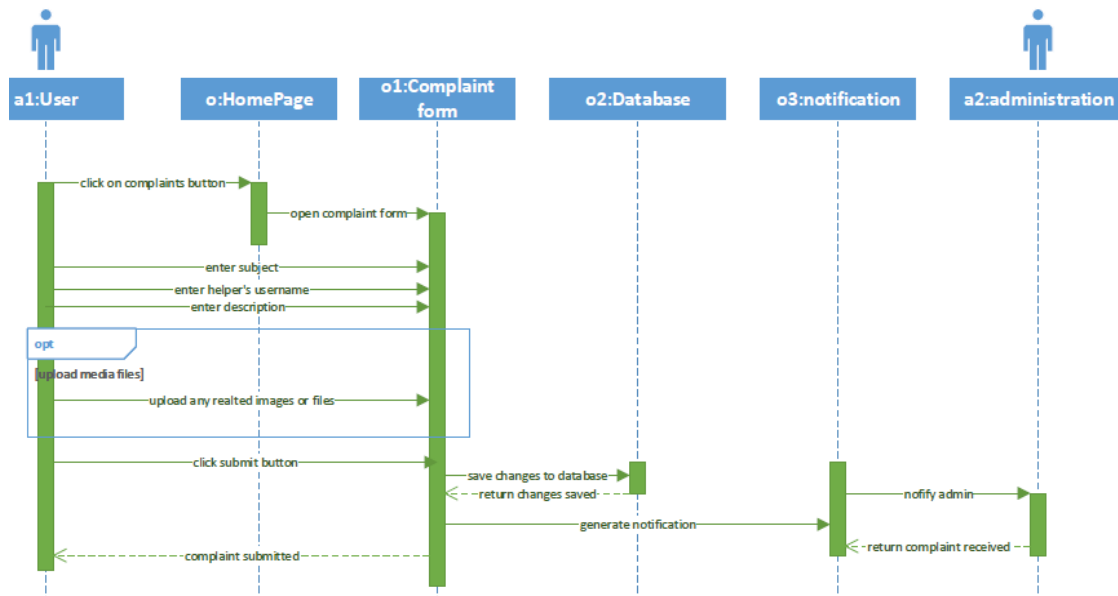 a1:User
o:HomePage
o1:Complaint
form
o2:Database
o3:notification
a2:administration
click on complaints button
open complaint form
enter subject
enter helper's username
enter description
opt
[upload media files]
upload any realted images or files
click submit button
save changes to database
return changes saved
nofify admin
generate notification
return complaint received
complaint submitted